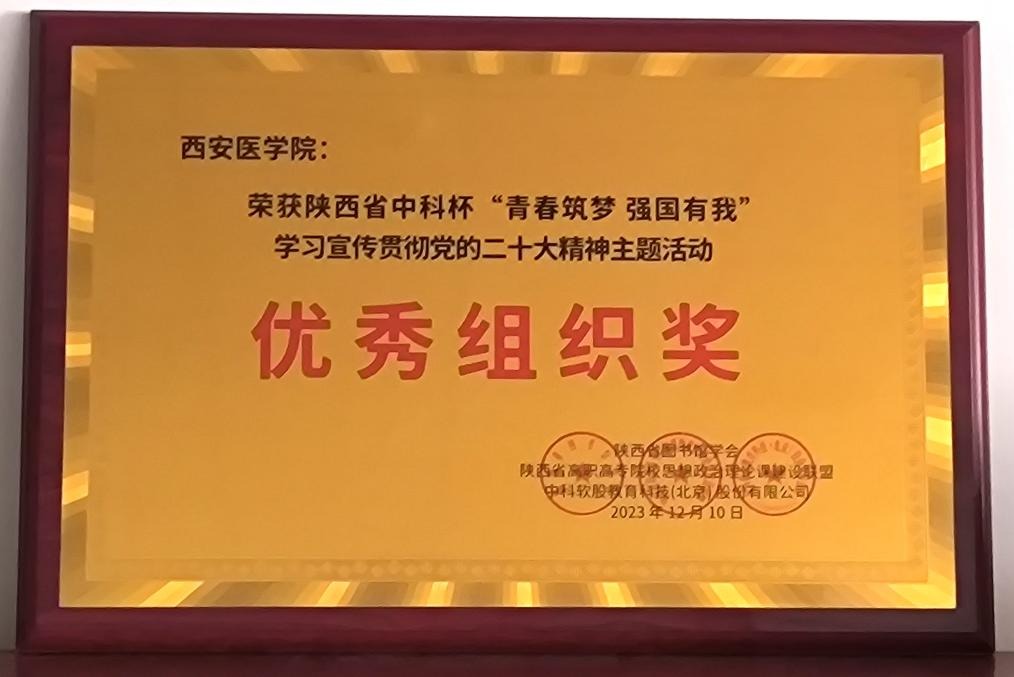 西安医学院：
荣获陕西省中科杯“青春筑梦 强国有我”
学习宣传贯彻党的二十大精神主题活动
优秀组织奖
陕西省图书馆学会
陕西省高职高专院校思想政治理论课建设联盟
中科软股教育科技(北京)股份有限公司
2023年12月10日